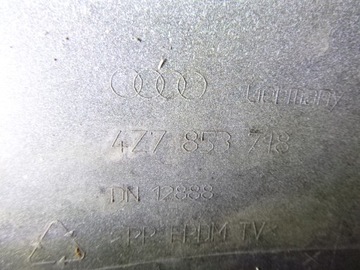 Germany
4Z7 853 718
DN 12888
PP EPDM TV